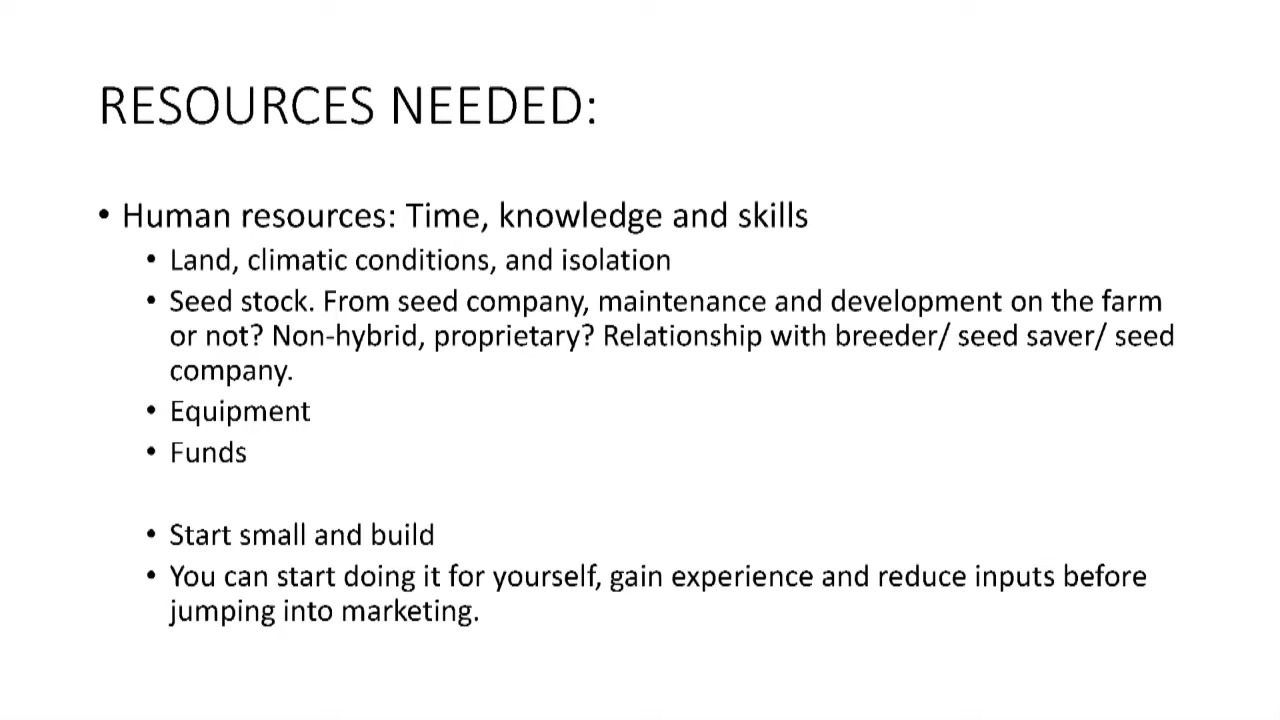 RESOURCES NEEDED:
• Human resources: Time, knowledge and skills
• Land, climatic conditions, and isolation
• Seed stock. From seed company, maintenance and development on the farm
or not? Non-hybrid, proprietary? Relationship with breeder/ seed saver/ seed
company.
• Equipment
• Funds
• Start small and build
• You can start doing it for yourself, gain experience and reduce inputs before
jumping into marketing.